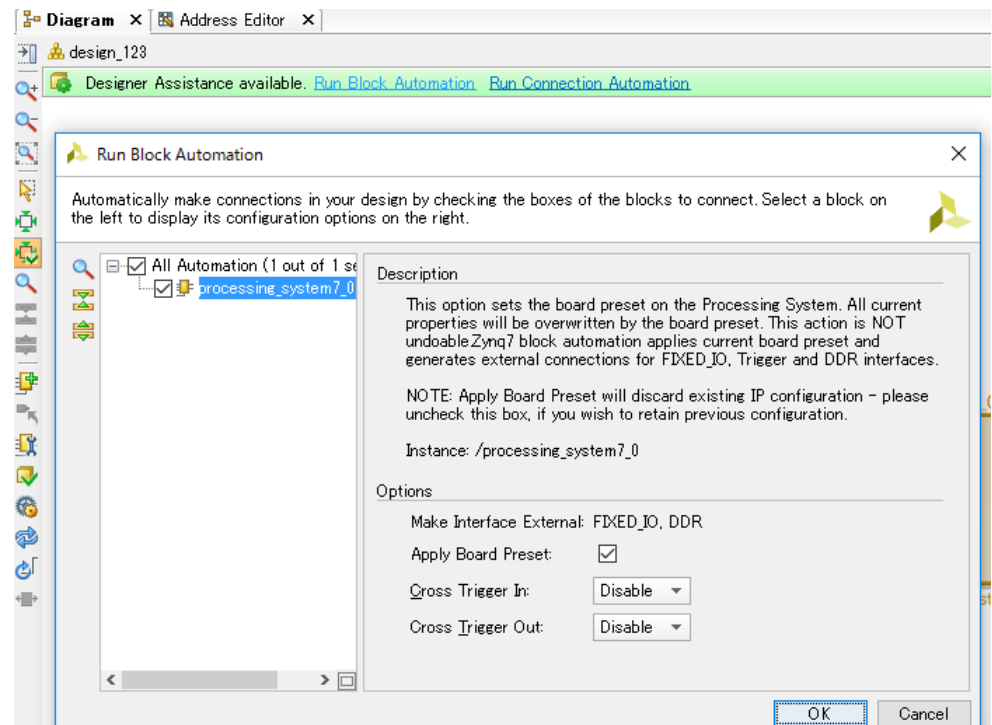 Diagram × Address Editor ×
design_123
Designer Assistance available. Run Block Automation Run Connection Automation
Run Block Automation
Automatically make connections in your design by checking the boxes of the blocks to connect. Select a block on
the left to display its configuration options on the right.
All Automation (1 out of 1 se
processing_system7_0
Description
This option sets the board preset on the Processing System. All current
properties will be overwritten by the board preset. This action is NOT
undoable.Zynq7 block automation applies current board preset and
generates external connections for FIXED_IO, Trigger and DDR interfaces.
NOTE: Apply Board Preset will discard existing IP configuration - please
uncheck this box, if you wish to retain previous configuration.
Instance: /processing_system7_0
Options
Make Interface External: FIXED_IO, DDR
Apply Board Preset:
Cross Trigger In: Disable
Cross Trigger Out: Disable
OK Cancel